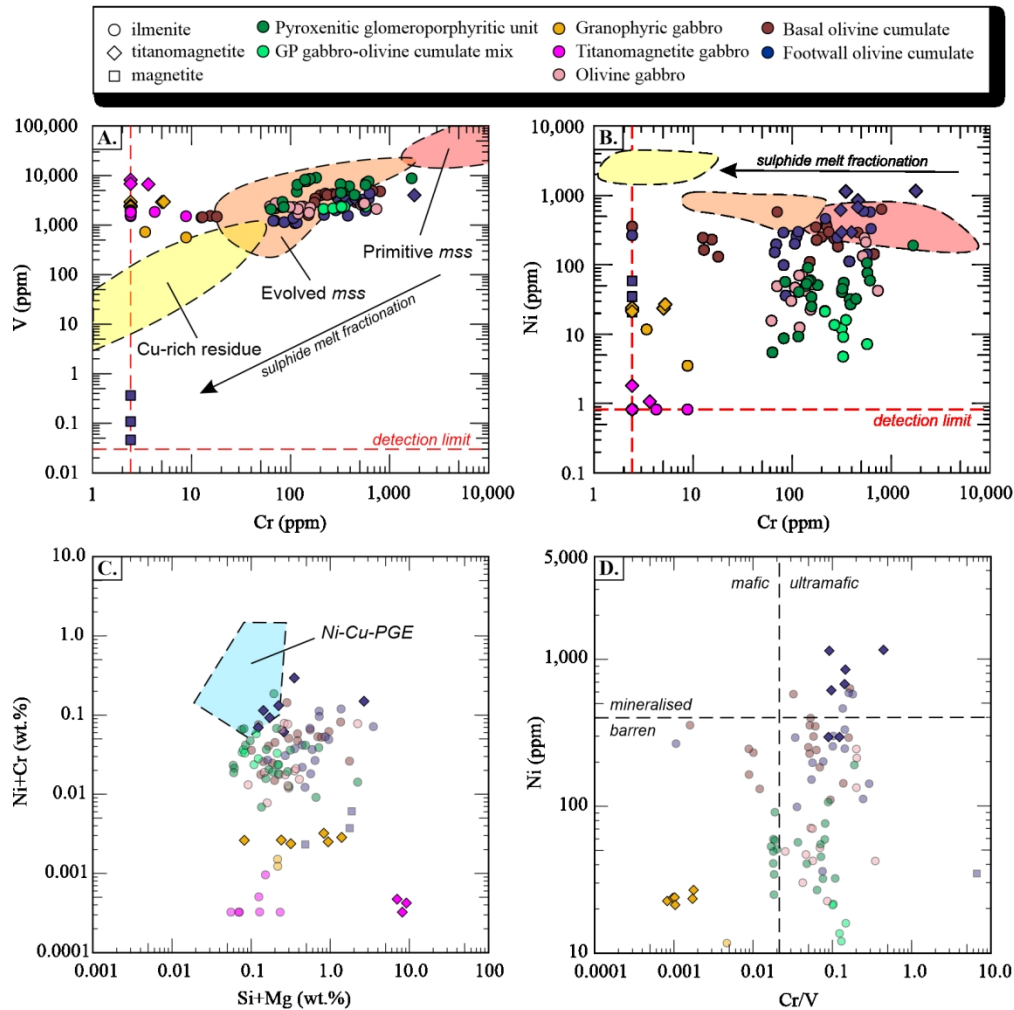 ilmenite
titanomagnetite
magnetite
Pyroxenitic glomeroporphyritic unit
GP gabbro-olivine cumulate mix
Granophyric gabbro
Titanomagnetite gabbro
Olivine gabbro
Basal olivine cumulate
Footwall olivine cumulate
A.
100,000
10,000
1,000
100
10
1
0.1
0.01
V (ppm)
Primitive mss
Evolved mss
Cu-rich residue
sulphide melt fractionation
detection limit
1
10
100
1,000
10,000
Cr (ppm)
B.
10,000
1,000
100
10
1
0.1
Ni (ppm)
sulphide melt fractionation
detection limit
1
10
100
1,000
10,000
Cr (ppm)
C.
10.0
1.0
0.1
0.01
0.001
0.0001
Ni+Cr (wt.%)
Ni-Cu-PGE
0.001
0.01
0.1
1.0
10.0
100
Si+Mg (wt.%)
D.
5,000
1,000
100
10
Ni (ppm)
mafic
ultramafic
mineralised
barren
0.0001
0.001
0.01
0.1
1.0
10.0
Cr/V